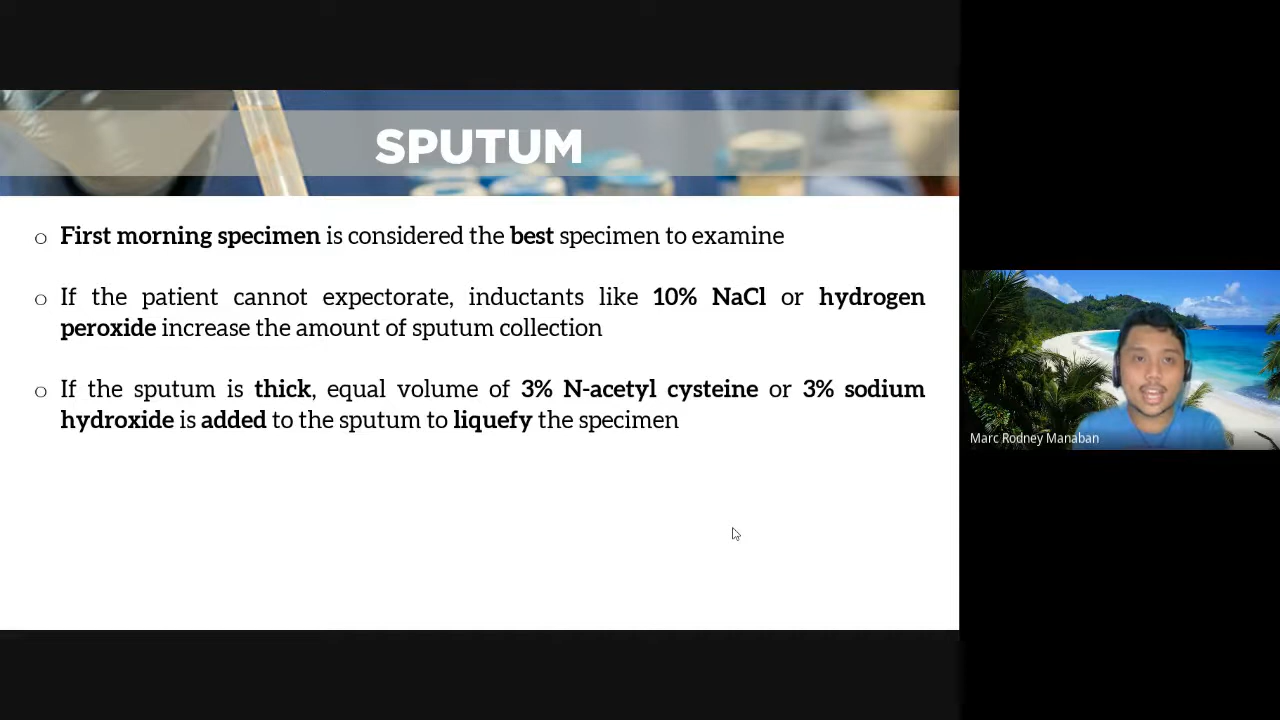 SPUTUM
○ First morning specimen is considered the best specimen to examine
○ If the patient cannot expectorate, inductants like 10% NaCl or hydrogen
peroxide increase the amount of sputum collection
○ If the sputum is thick, equal volume of 3% N-acetyl cysteine or 3% sodium
hydroxide is added to the sputum to liquefy the specimen
Marc Rodney Manaban